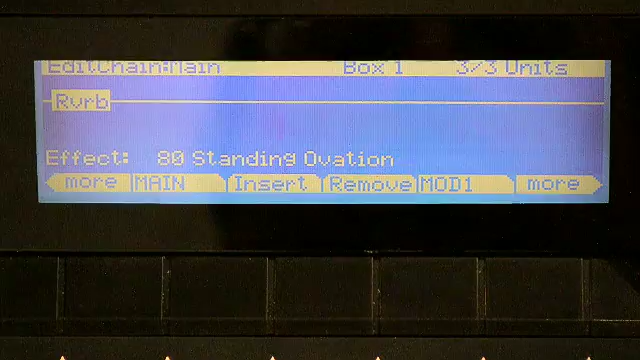 EditChain:Main Box 1 3/3 Units
Rvrb
Effect: 80 Standing Ovation
more MAIN Insert Remove MOD1 more